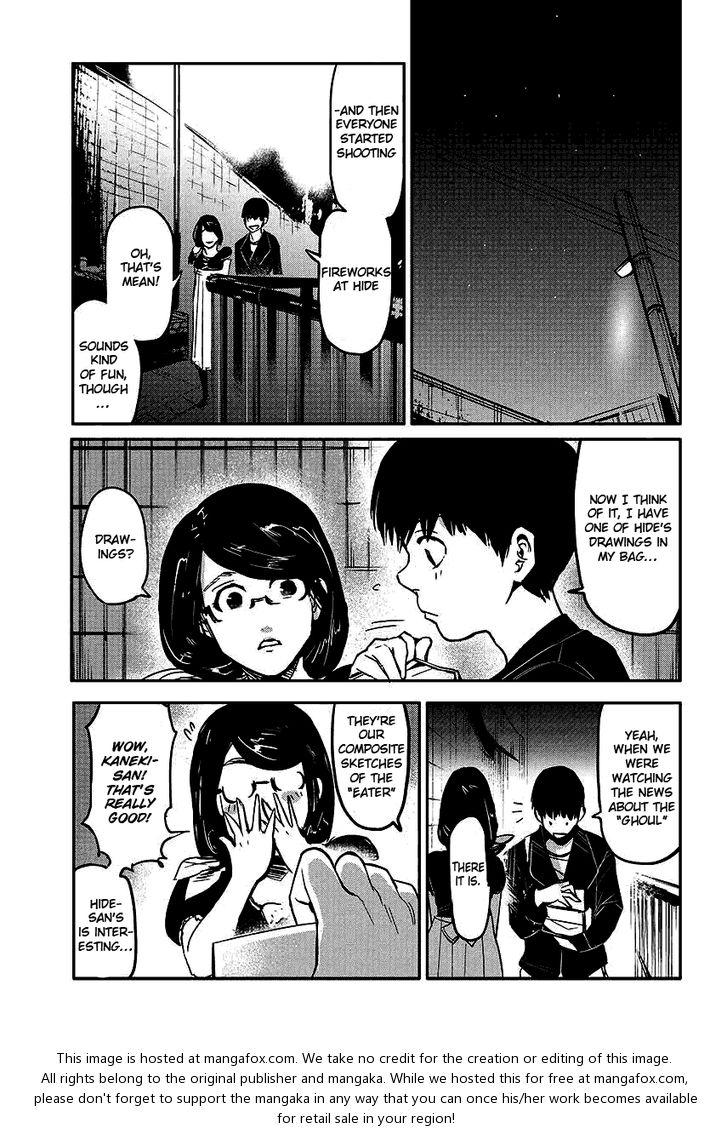 -AND THEN
EVERYONE
STARTED
SHOOTING
FIREWORKS
AT HIDE
OH,
THAT'S
MEAN!
SOUNDS
KIND
OF FUN,
THOUGH
...
NOW I THINK
OF IT, I HAVE
ONE OF HIDE'S
DRAWINGS IN
MY BAG...
DRAW-
INGS?
YEAH,
WHEN WE
WERE
WATCHING
THE NEWS
ABOUT THE
"GHOUL"
THERE
IT IS.
THEY'RE
OUR
COMPOSITE
SKETCHES
OF THE
"EATER"
WOW,
KANEKI-
SAN!
THAT'S
REALLY
GOOD!
HIDE-
SAN'S
IS INTER-
ESTING...
This image is hosted at mangafox.com. We take no credit for the creation or editing of this image.
All rights belong to the original publisher and mangaka. While we hosted this for free at mangafox.com,
please don't forget to support the mangaka in any way that you can once his/her work becomes available
for retail sale in your region!